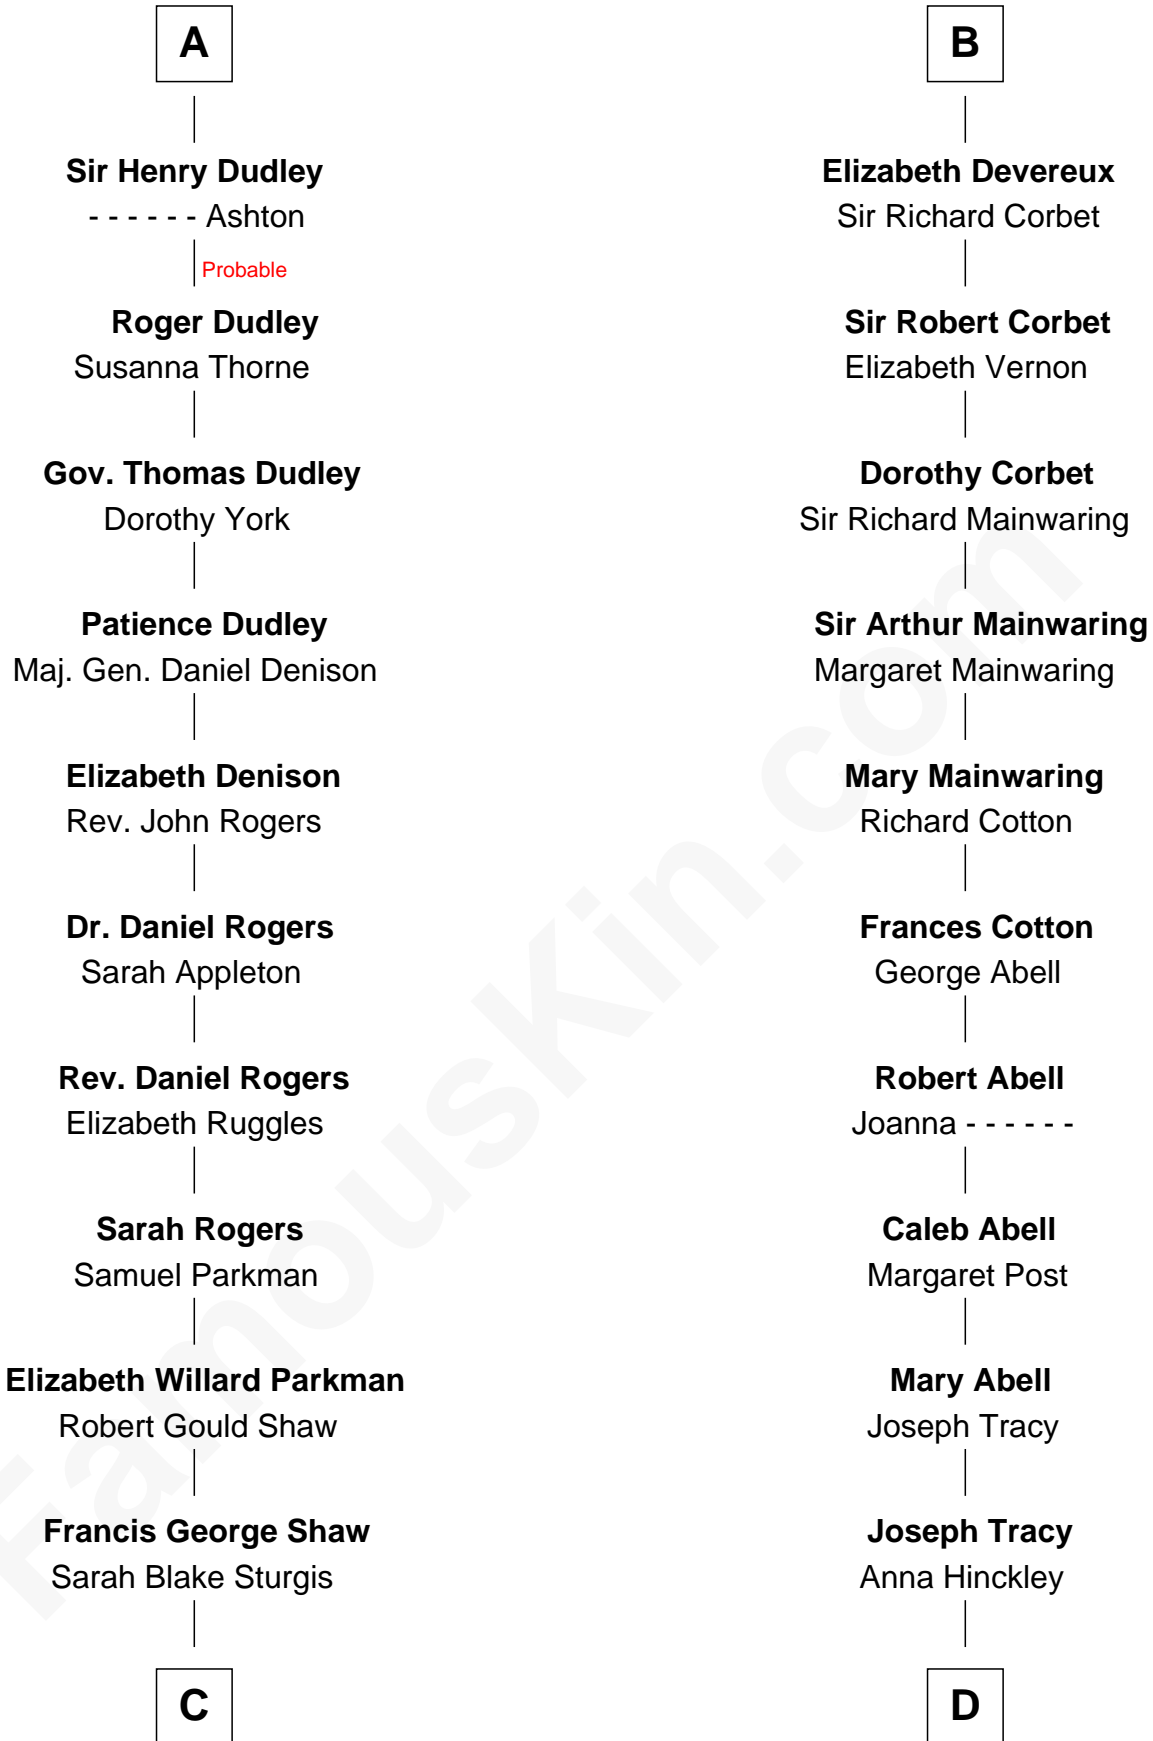 A
Sir Henry Dudley
- - - - - - Ashton
Probable
Roger Dudley
Susanna Thorne
Gov. Thomas Dudley
Dorothy York
Patience Dudley
Maj. Gen. Daniel Denison
Elizabeth Denison
Rev. John Rogers
Dr. Daniel Rogers
Sarah Appleton
Rev. Daniel Rogers
Elizabeth Ruggles
Sarah Rogers
Samuel Parkman
Elizabeth Willard Parkman
Robert Gould Shaw
Francis George Shaw
Sarah Blake Sturgis
C
B
Elizabeth Devereux
Sir Richard Corbet
Sir Robert Corbet
Elizabeth Vernon
Dorothy Corbet
Sir Richard Mainwaring
Sir Arthur Mainwaring
Margaret Mainwaring
Mary Mainwaring
Richard Cotton
Frances Cotton
George Abell
Robert Abell
Joanna - - - - - -
Caleb Abell
Margaret Post
Mary Abell
Joseph Tracy
Joseph Tracy
Anna Hinckley
D
FamousKin.com